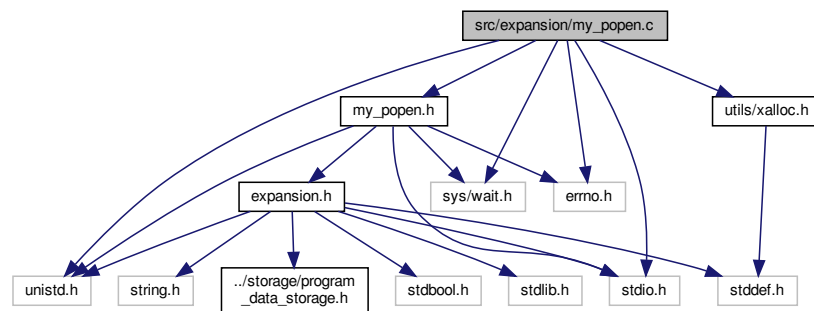 src/expansion/my_popen.c
my_popen.h
utils/xalloc.h
expansion.h
sys/wait.h
errno.h
unistd.h
string.h
../storage/program
_data_storage.h
stdbool.h
stdlib.h
stdio.h
stddef.h